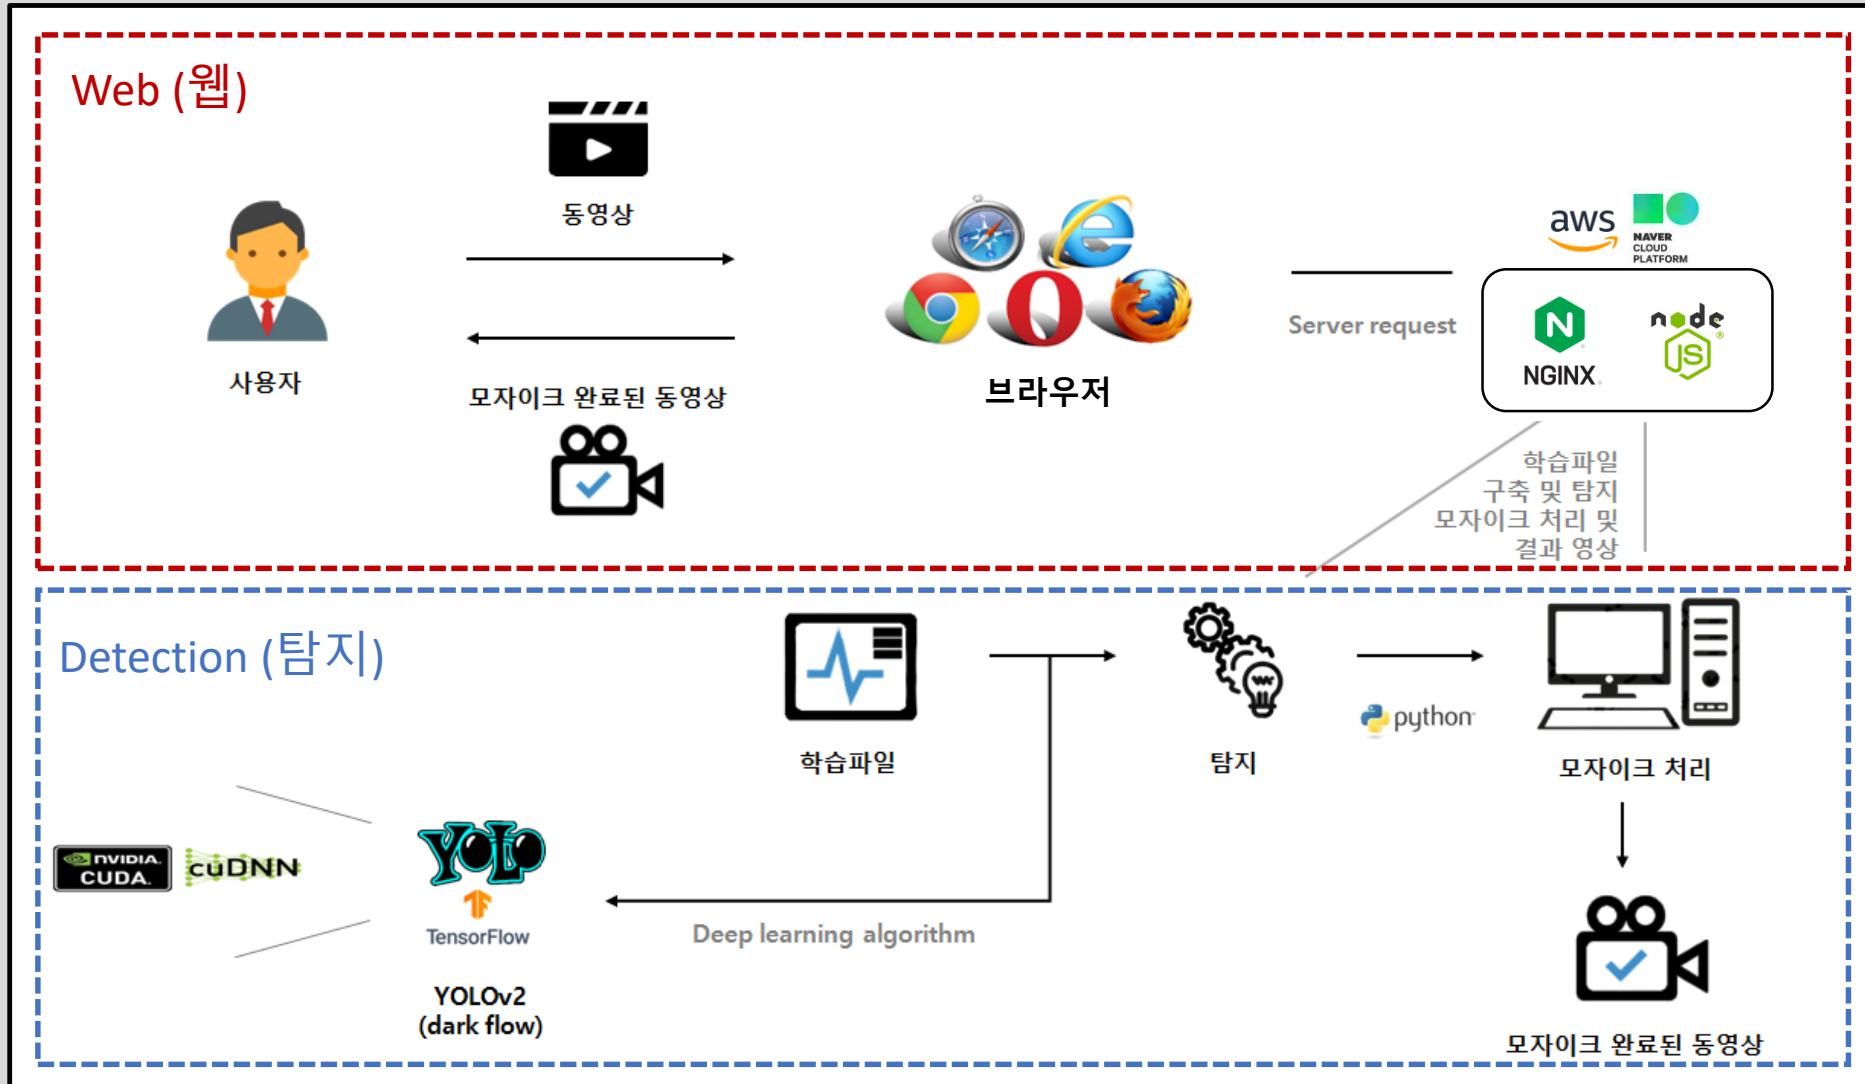 Web (웹)
동영상
사용자
모자이크 완료된 동영상
브라우저
Server request
aws
NAVER
CLOUD
PLATFORM
NGINX
node
JS
학습파일
구축 및 탐지
모자이크 처리 및
결과 영상
Detection (탐지)
학습파일
탐지
python
모자이크 처리
nVIDIA.
CUDA.
cuDNN
YOLO
TensorFlow
YOLOv2
(dark flow)
Deep learning algorithm
모자이크 완료된 동영상